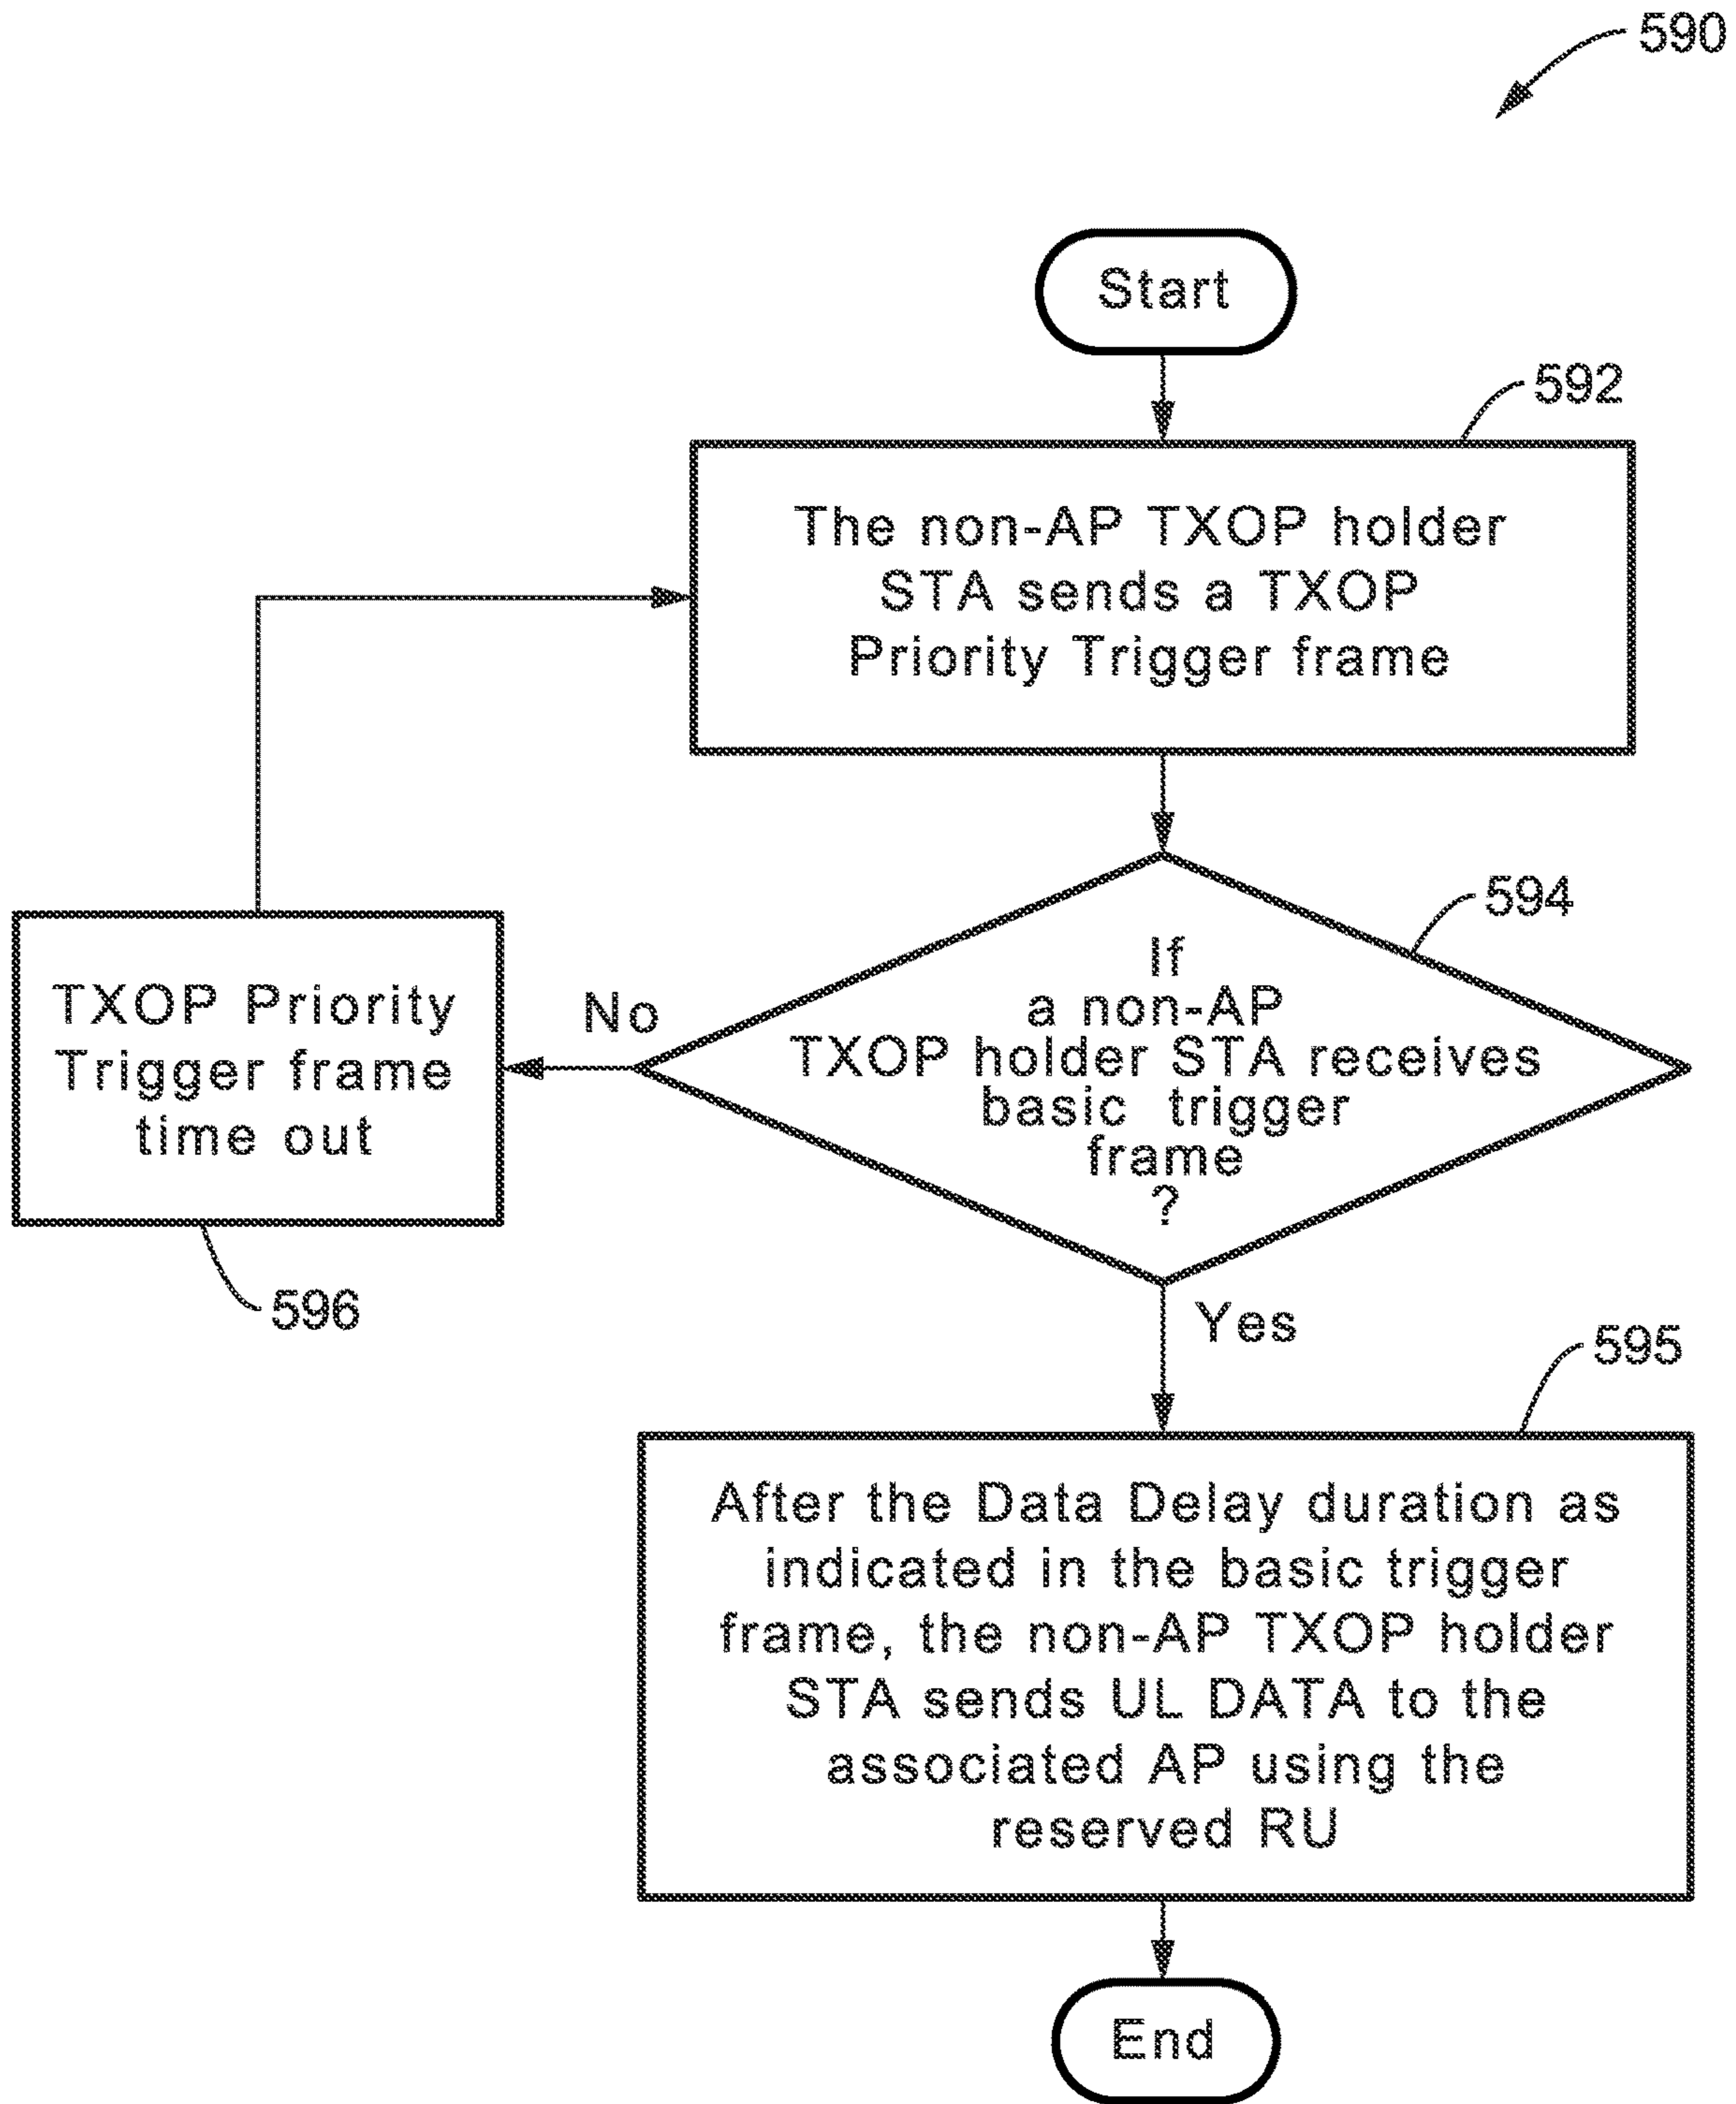 590
Start
592
The non-AP TXOP holder
STA sends a TXOP
Priority Trigger frame
594
If
a non-AP
TXOP holder STA receives
basic trigger
frame
?
No
TXOP Priority
Trigger frame
time out
596
Yes
595
After the Data Delay duration as
indicated in the basic trigger
frame, the non-AP TXOP holder
STA sends UL DATA to the
associated AP using the
reserved RU
End